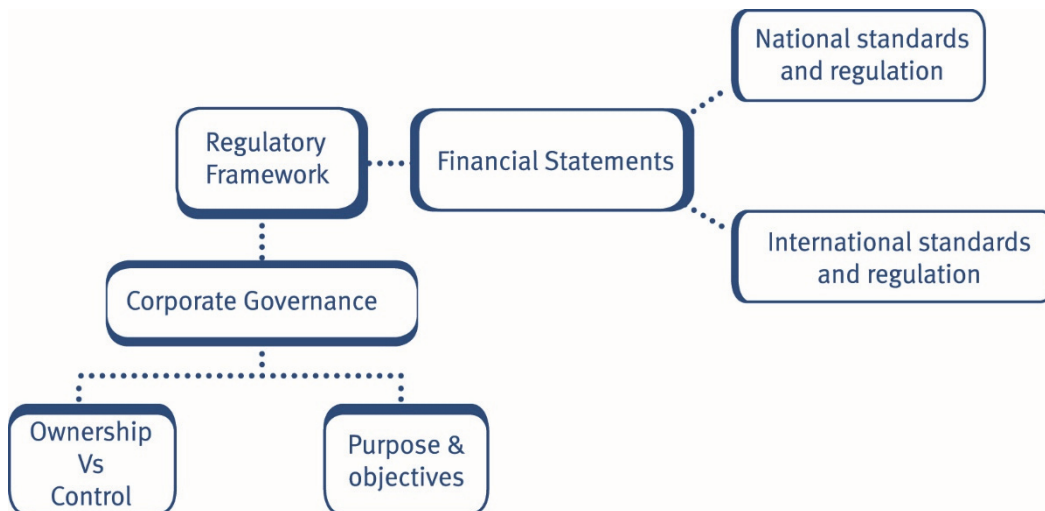 National standards
and regulation
Regulatory
Framework
Financial Statements
International standards
and regulation
Corporate Governance
Ownership
Vs
Control
Purpose &
objectives